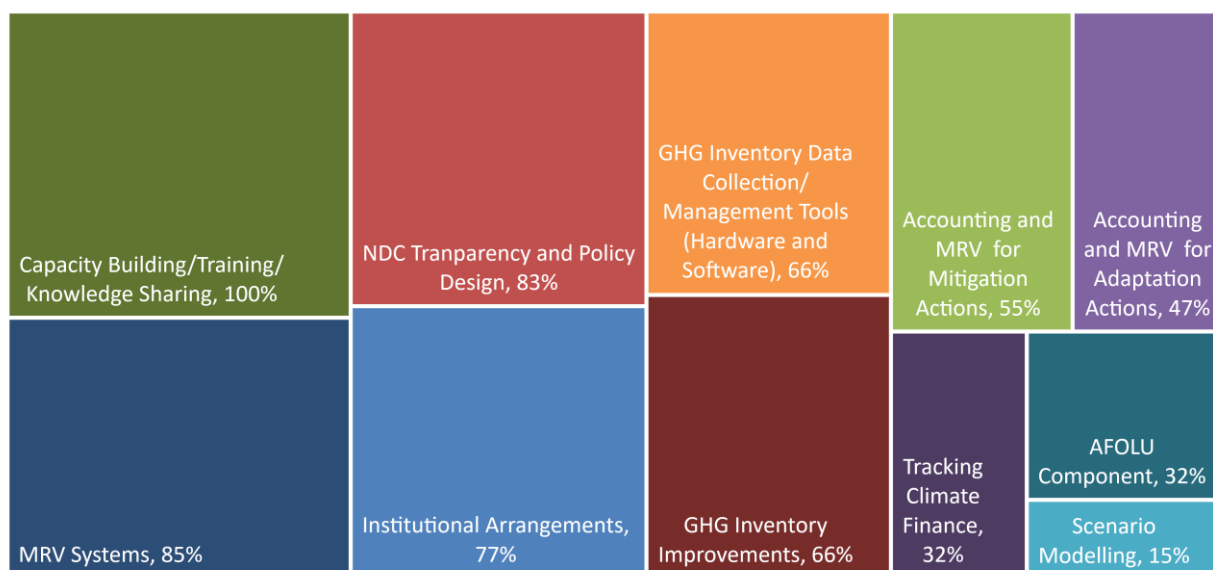 Capacity Building/Training/
Knowledge Sharing, 100%
MRV Systems, 85%
NDC Tranparency and Policy
Design, 83%
Institutional Arrangements,
77%
GHG Inventory Data
Collection/
Management Tools
(Hardware and
Software), 66%
GHG Inventory
Improvements, 66%
Accounting and
MRV for
Mitigation
Actions, 55%
Accounting
and MRV for
Adaptation
Actions, 47%
Tracking
Climate
Finance,
32%
AFOLU
Component, 32%
Scenario
Modelling, 15%